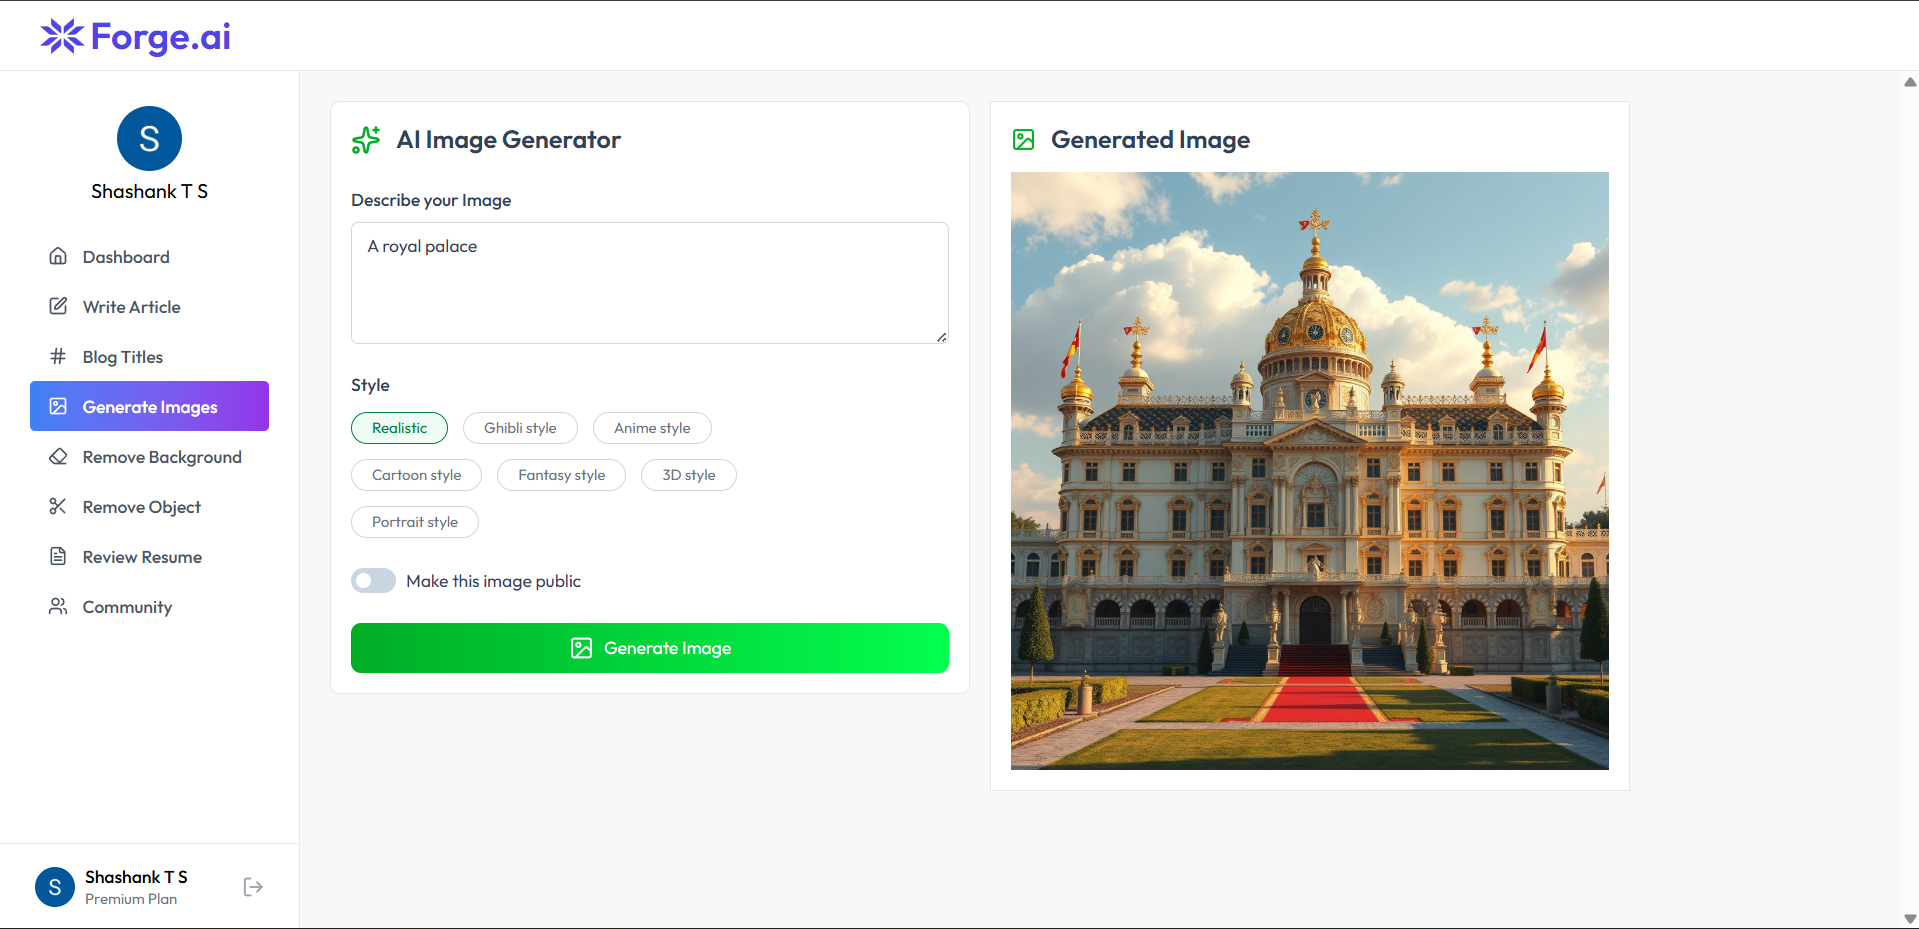 Forge.ai
S
Shashank T S
Dashboard
Write Article
Blog Titles
Generate Images
Remove Background
Remove Object
Review Resume
Community
S
Shashank T S
Premium Plan
AI Image Generator
Describe your Image
A royal palace
Style
Realistic
Ghibli style
Anime style
Cartoon style
Fantasy style
3D style
Portrait style
Make this image public
Generate Image
Generated Image